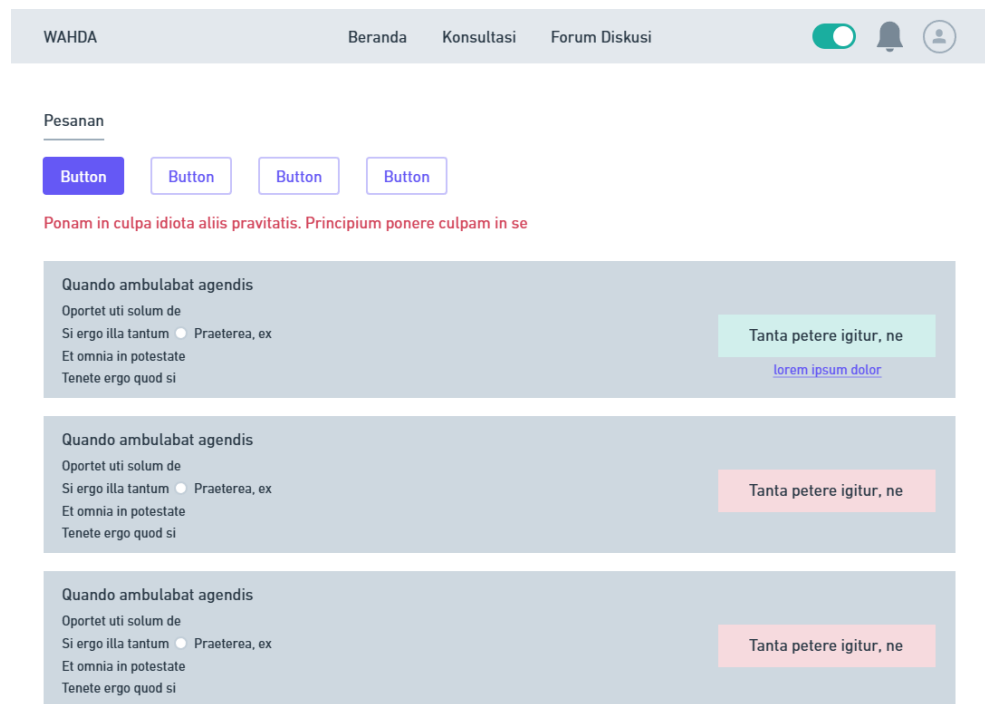 WAHDA Beranda Konsultasi Forum Diskusi
Pesanan
Button Button Button Button
Ponam in culpa idiota aliis pravitatis. Principium ponere culpam in se
Quando ambulabat agendis
Oportet uti solum de
Si ergo illa tantum Praeterea, ex
Et omnia in potestate
Tenete ergo quod si
Tanta petere igitur, ne
lorem ipsum dolor
Quando ambulabat agendis
Oportet uti solum de
Si ergo illa tantum Praeterea, ex
Et omnia in potestate
Tenete ergo quod si
Tanta petere igitur, ne
Quando ambulabat agendis
Oportet uti solum de
Si ergo illa tantum Praeterea, ex
Et omnia in potestate
Tenete ergo quod si
Tanta petere igitur, ne